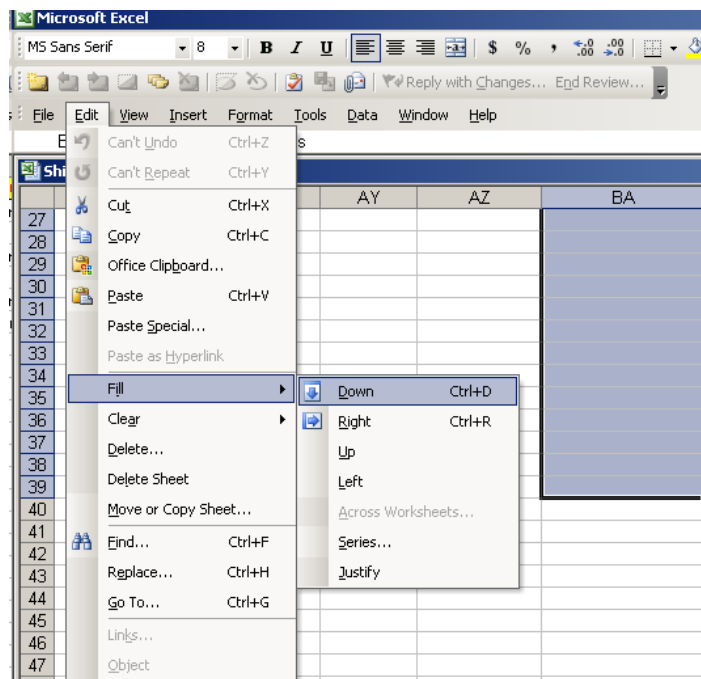 Microsoft Excel
MS Sans Serif 8 B I U $ % , .00 .00
Reply with Changes... End Review...
File Edit View Insert Format Tools Data Window Help
Can't Undo Ctrl+Z
Can't Repeat Ctrl+Y
Shi
Cut Ctrl+X
AY AZ BA
Copy Ctrl+C
Office Clipboard...
Paste Ctrl+V
Paste Special...
Paste as Hyperlink
Fill
Clear
Delete...
Delete Sheet
Move or Copy Sheet...
Find... Ctrl+F
Replace... Ctrl+H
Go To... Ctrl+G
Links...
Object
Down Ctrl+D
Right Ctrl+R
Up
Left
Across Worksheets...
Series...
Justify
27
28
29
30
31
32
33
34
35
36
37
38
39
40
41
42
43
44
45
46
47